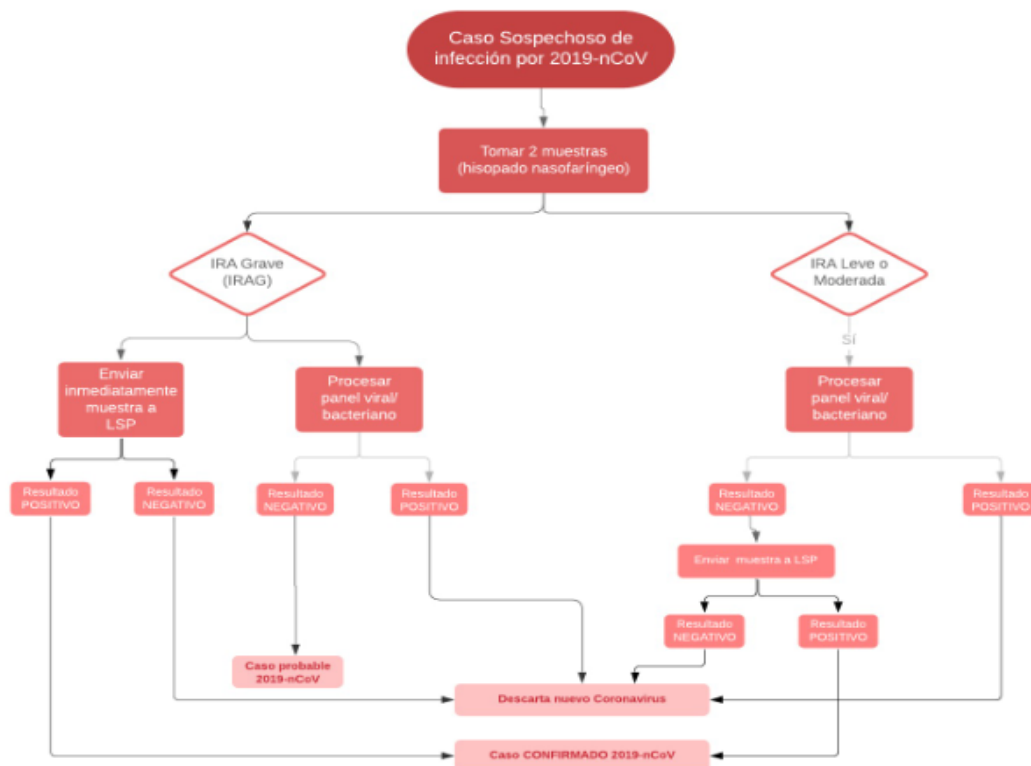 Caso Sospechoso de
infección por 2019-nCoV
Tomar 2 muestras
(hisopado nasofaríngeo)
IRA Grave
(IRAG)
IRA Leve o
Moderada
Sí
Enviar
inmediatamente
muestra a
LSP
Procesar
panel viral/
bacteriano
Procesar
panel viral/
bacteriano
Resultado
POSITIVO
Resultado
NEGATIVO
Resultado
NEGATIVO
Resultado
POSITIVO
Resultado
NEGATIVO
Resultado
POSITIVO
Enviar muestra a LSP
Resultado
NEGATIVO
Resultado
POSITIVO
Caso probable
2019-nCoV
Descarta nuevo Coronavirus
Caso CONFIRMADO 2019-nCoV